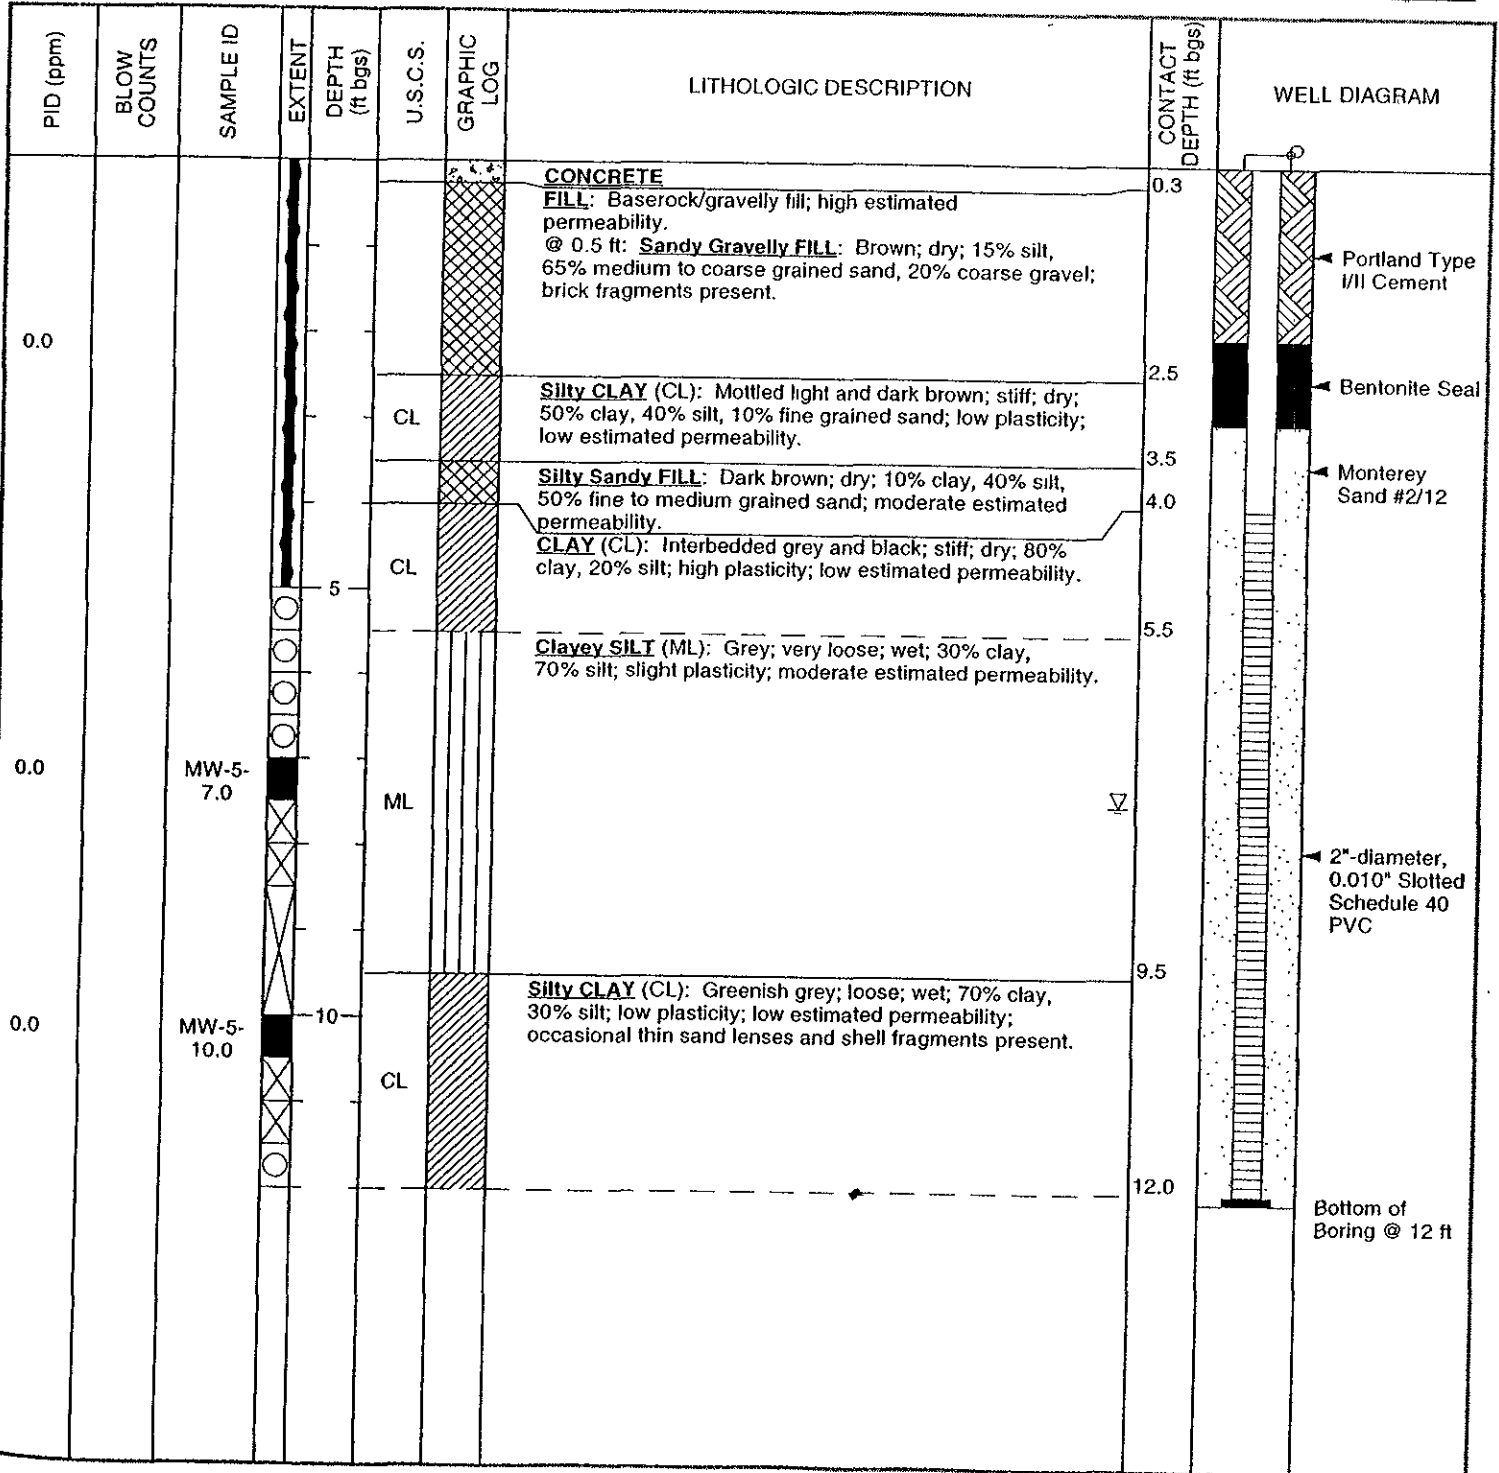 PID (ppm)
BLOW
COUNTS
SAMPLE ID
EXTENT
DEPTH
(ft bgs)
U.S.C.S.
GRAPHIC
LOG
LITHOLOGIC DESCRIPTION
CONTACT
DEPTH (ft bgs)
WELL DIAGRAM
CONCRETE
0.3
FILL: Baserock/gravelly fill; high estimated
permeability.
@ 0.5 ft: Sandy Gravelly FILL: Brown; dry; 15% silt,
65% medium to coarse grained sand, 20% coarse gravel;
brick fragments present.
Portland Type
I/II Cement
0.0
2.5
CL
Silty CLAY (CL): Mottled light and dark brown; stiff; dry;
50% clay, 40% silt, 10% fine grained sand; low plasticity;
low estimated permeability.
Bentonite Seal
3.5
Silty Sandy FILL: Dark brown; dry; 10% clay, 40% silt,
50% fine to medium grained sand; moderate estimated
permeability.
Monterey
Sand #2/12
4.0
CL
CLAY (CL): Interbedded grey and black; stiff; dry; 80%
clay, 20% silt; high plasticity; low estimated permeability.
5
5.5
Clayey SILT (ML): Grey; very loose; wet; 30% clay,
70% silt; slight plasticity; moderate estimated permeability.
0.0
MW-5-
7.0
ML
2"-diameter,
0.010" Slotted
Schedule 40
PVC
9.5
Silty CLAY (CL): Greenish grey; loose; wet; 70% clay,
30% silt; low plasticity; low estimated permeability;
occasional thin sand lenses and shell fragments present.
0.0
MW-5-
10.0
10
CL
12.0
Bottom of
Boring @ 12 ft